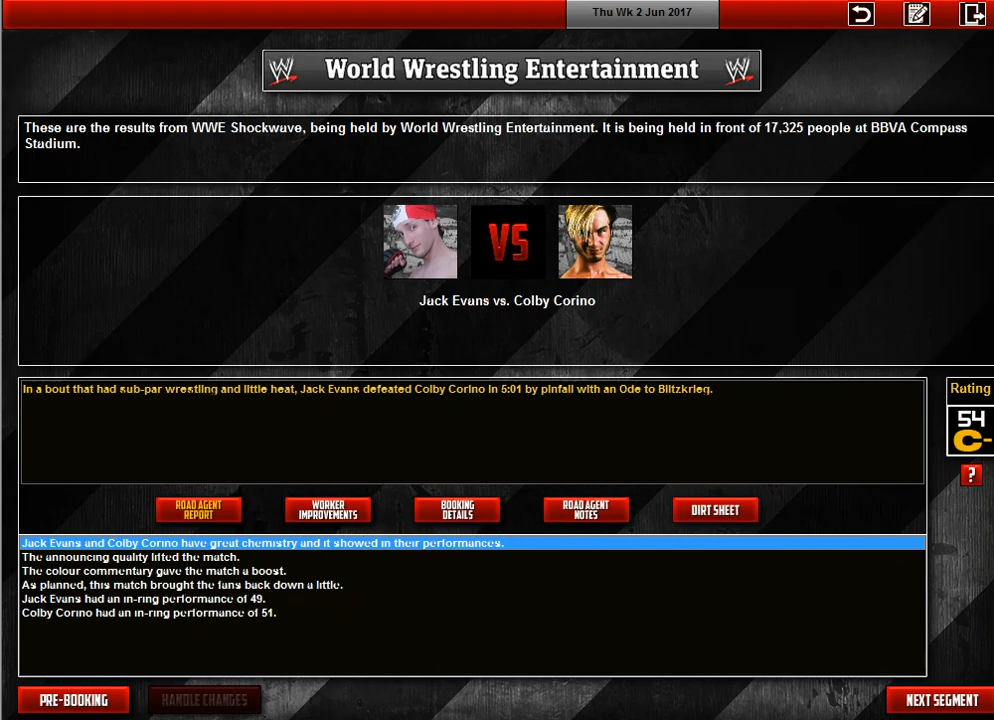 Thu Wk 2 Jun 2017
World Wrestling Entertainment
These are the results from WWE Shockwave, being held by World Wrestling Entertainment. It is being held in front of 17,325 people at BBVA Compass
Stadium.
VS
Jack Evans vs. Colby Corino
In a bout that had sub-par wrestling and little heat, Jack Evans defeated Colby Corino in 5:01 by pinfall with an Ode to Blitzkrieg.
Rating
54
C-
?
ROAD AGENT REPORT
WORKER IMPROVEMENTS
BOOKING DETAILS
ROAD AGENT NOTES
DIRT SHEET
Jack Evans and Colby Corino have great chemistry and it showed in their performances.
The announcing quality lifted the match.
The colour commentary gave the match a boost.
As planned, this match brought the fans back down a little.
Jack Evans had an in-ring performance of 49.
Colby Corino had an in-ring performance of 51.
PRE-BOOKING
HANDLE CHANGES
NEXT SEGMENT